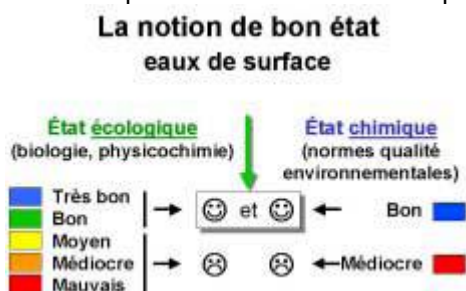 La notion de bon état
eaux de surface
État écologique
(biologie, physicochimie)
État chimique
(normes qualité
environnementales)
Très bon
Bon
Moyen
Médiocre
Mauvais
et
Bon
Médiocre